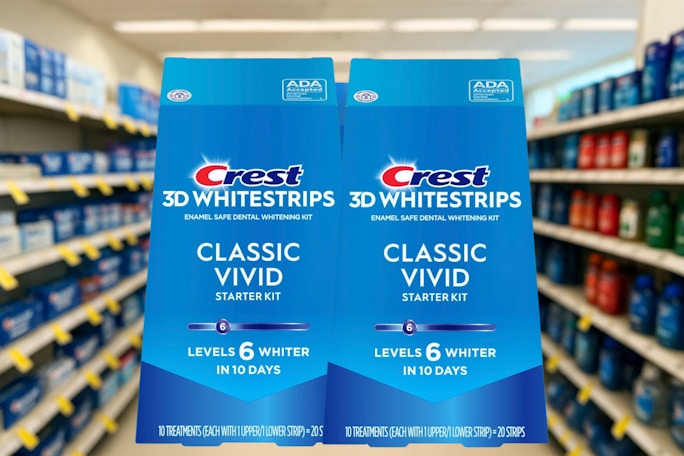 ADA
Accepted
Crest
3D WHITESTRIPS
ENAMEL SAFE DENTAL WHITENING KIT
CLASSIC
VIVID
STARTER KIT
6
LEVELS 6 WHITER
IN 10 DAYS
10 TREATMENTS (EACH WITH 1 UPPER/1 LOWER STRIP) = 20 S
ADA
Accepted
Crest
3D WHITESTRIPS
ENAMEL SAFE DENTAL WHITENING KIT
CLASSIC
VIVID
STARTER KIT
6
LEVELS 6 WHITER
IN 10 DAYS
10 TREATMENTS (EACH WITH 1 UPPER/1 LOWER STRIP) = 20 STRIPS